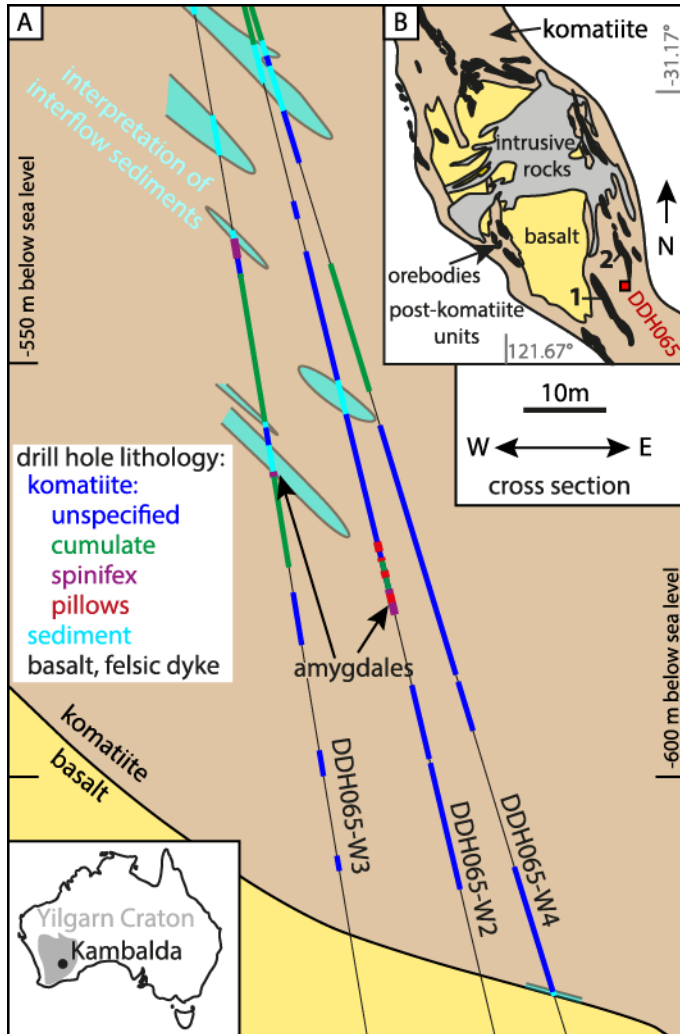 A
interpretation of
interflow sediments
-550 m below sea level
drill hole lithology:
komatiite:
unspecified
cumulate
spinifex
pillows
sediment
basalt, felsic dyke
amygdales
komatiite
basalt
DDH065-W3
DDH065-W2
DDH065-W4
-600 m below sea level
Yilgarn Craton
Kambalda
B
komatiite
-31.17°
intrusive
rocks
N
basalt
orebodies
2
1
post-komatiite
units
DDH065
121.67°
10m
W
E
cross section